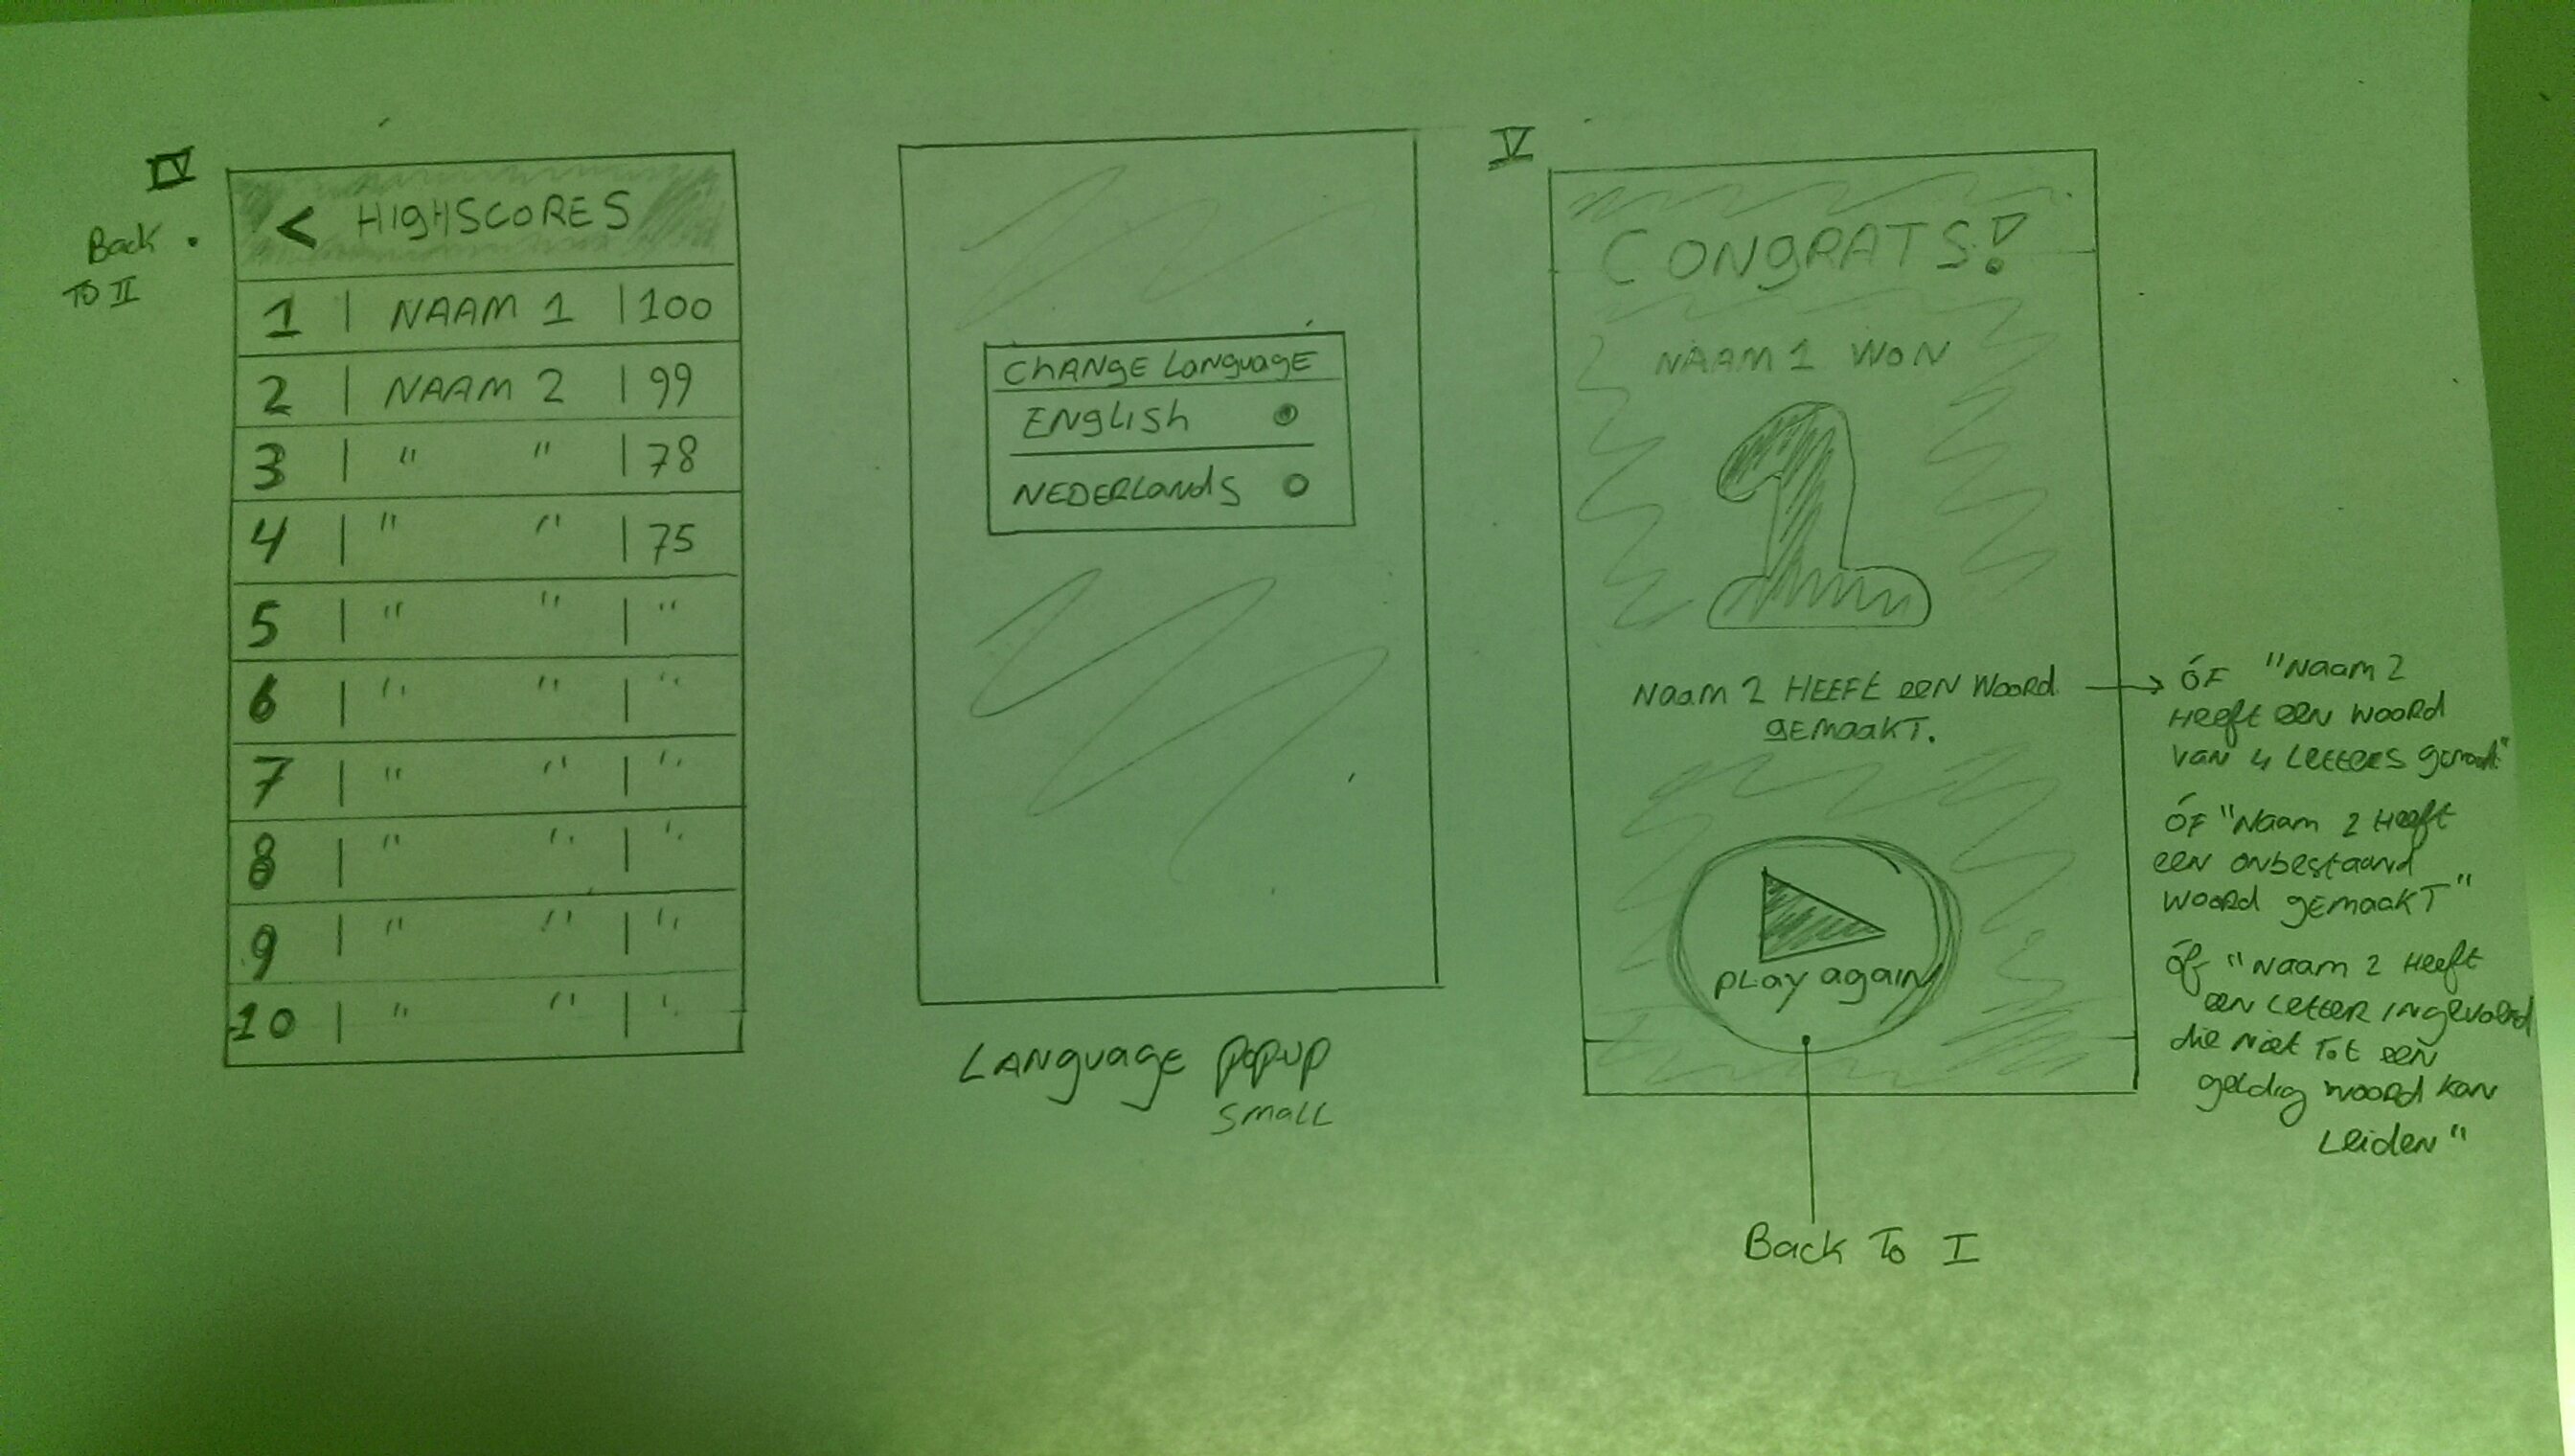 IV
Back
TO II
< HIGHSCORES
1 | NAAM 1 | 100
2 | NAAM 2 | 99
3 | " " | 78
4 | " " | 75
5 | " " | "
6 | " " | "
7 | " " | "
8 | " " | "
9 | " " | "
10 | " " | "
CHANGE LANGUAGE
ENGLISH
NEDERLANDS
LANGUAGE POPUP
SMALL
V
CONGRATS!
NAAM 1 WON
1
NAAM 2 HEEFT EEN WOORD
GEMAAKT.
PLAY AGAIN
Back To I
ÓF "NAAM 2
HEEFT EEN WOORD
VAN 4 LETTERS gemaakt"
ÓF "NAAM 2 HEEFT
EEN ONBESTAAND
WOORD GEMAAKT"
ÓF "NAAM 2 HEEFT
EEN LETTER INGEVOERD
die niet TOT EEN
geldig woord kan
Leiden"